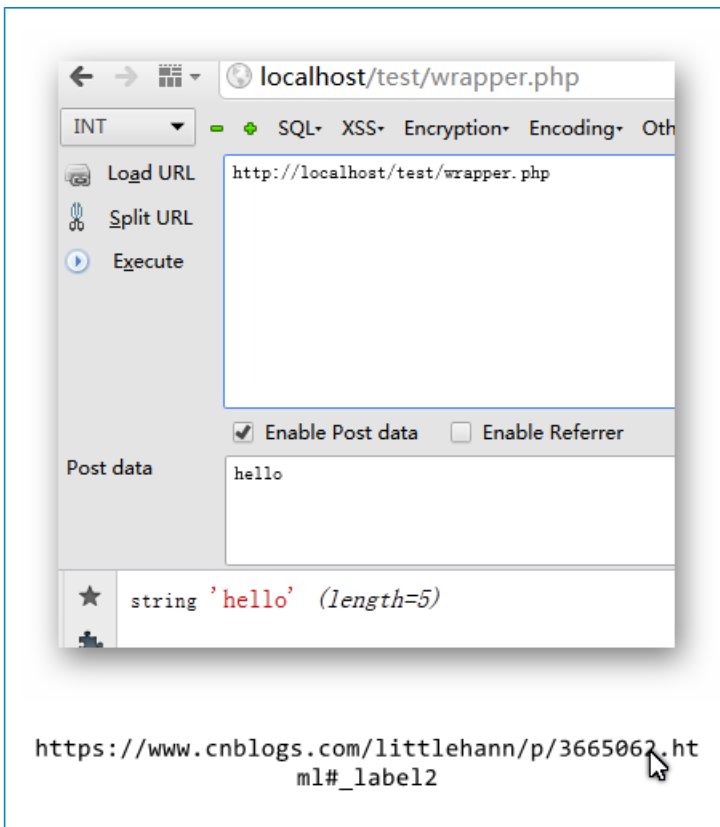 localhost/test/wrapper.php
INT SQL- XSS- Encryption- Encoding- Oth
Load URL
http://localhost/test/wrapper.php
Split URL
Execute
Enable Post data Enable Referrer
Post data
hello
string 'hello' (length=5)
https://www.cnblogs.com/littlehann/p/3665062.ht
ml#_label2